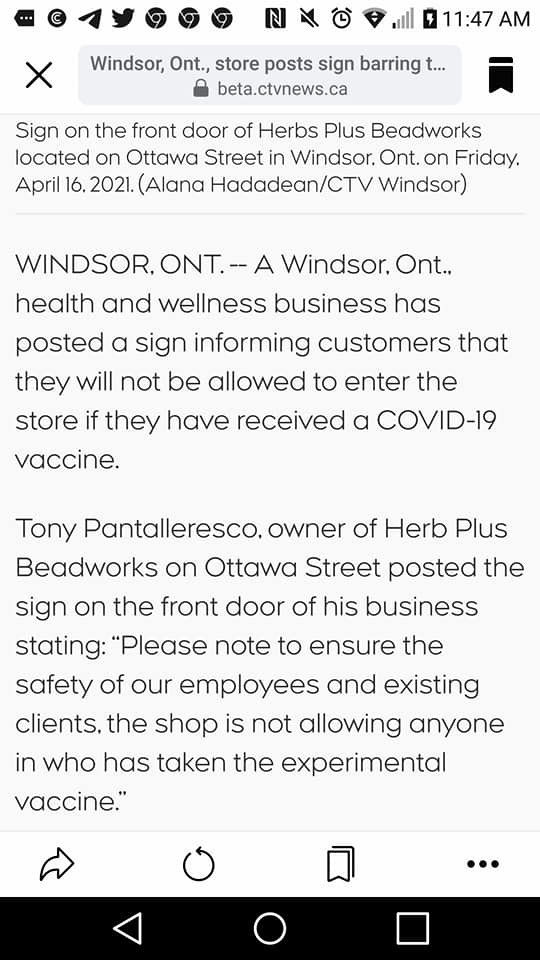 11:47 AM
Windsor, Ont., store posts sign barring t...
beta.ctvnews.ca
Sign on the front door of Herbs Plus Beadworks
located on Ottawa Street in Windsor, Ont. on Friday,
April 16, 2021. (Alana Hadadean/CTV Windsor)
WINDSOR, ONT. -- A Windsor, Ont.,
health and wellness business has
posted a sign informing customers that
they will not be allowed to enter the
store if they have received a COVID-19
vaccine.
Tony Pantalleresco, owner of Herb Plus
Beadworks on Ottawa Street posted the
sign on the front door of his business
stating: “Please note to ensure the
safety of our employees and existing
clients, the shop is not allowing anyone
in who has taken the experimental
vaccine.”